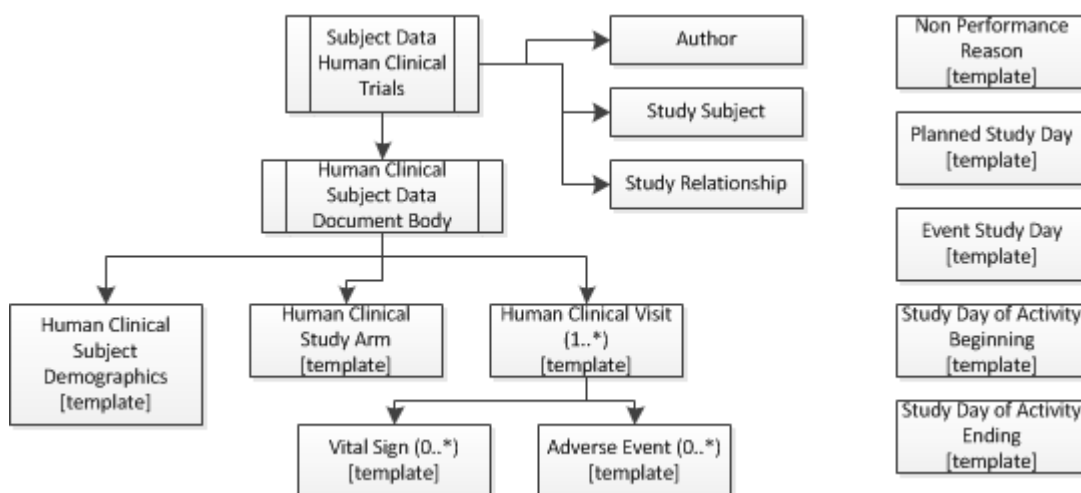 Subject Data
Human Clinical
Trials
Author
Study Subject
Study Relationship
Human Clinical
Subject Data
Document Body
Human Clinical
Subject
Demographics
[template]
Human Clinical
Study Arm
[template]
Human Clinical Visit
(1..*)
[template]
Vital Sign (0..*)
[template]
Adverse Event (0..*)
[template]
Non Performance
Reason
[template]
Planned Study Day
[template]
Event Study Day
[template]
Study Day of Activity
Beginning
[template]
Study Day of Activity
Ending
[template]